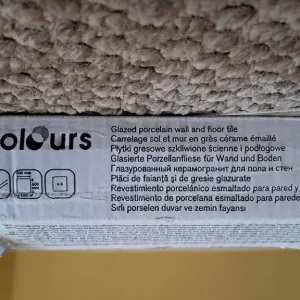 olours
Glazed porcelain wall and floor tile
Carrelage sol et mur en grès cérame émaillé
Płytki gresowe szkliwione ścienne i podłogowe
Glasierte Porzellanfliese für Wand und Boden
Глазурованный керамогранит для пола и стен
Plăci de faianță și de gresie glazurate
Revestimiento porcelánico esmaltado para pared y
Revestimento de porcelana esmaltado para parede
Sırlı porselen duvar ve zemin fayansı